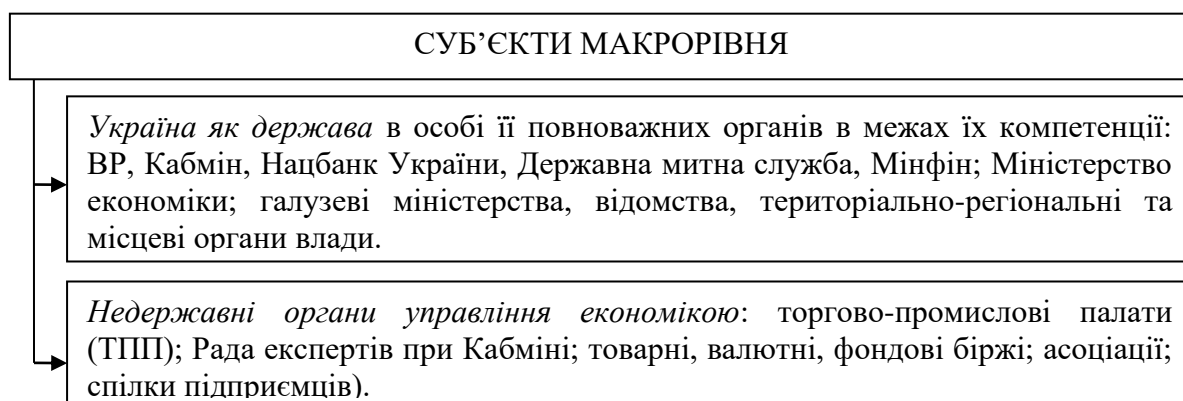 СУБ’ЄКТИ МАКРОРІВНЯ
Україна як держава в особі її повноважних органів в межах їх компетенції:
ВР, Кабмін, Нацбанк України, Державна митна служба, Мінфін; Міністерство
економіки; галузеві міністерства, відомства, територіально-регіональні та
місцеві органи влади.
Недержавні органи управління економікою: торгово-промислові палати
(ТПП); Рада експертів при Кабміні; товарні, валютні, фондові біржі; асоціації;
спілки підприємців).